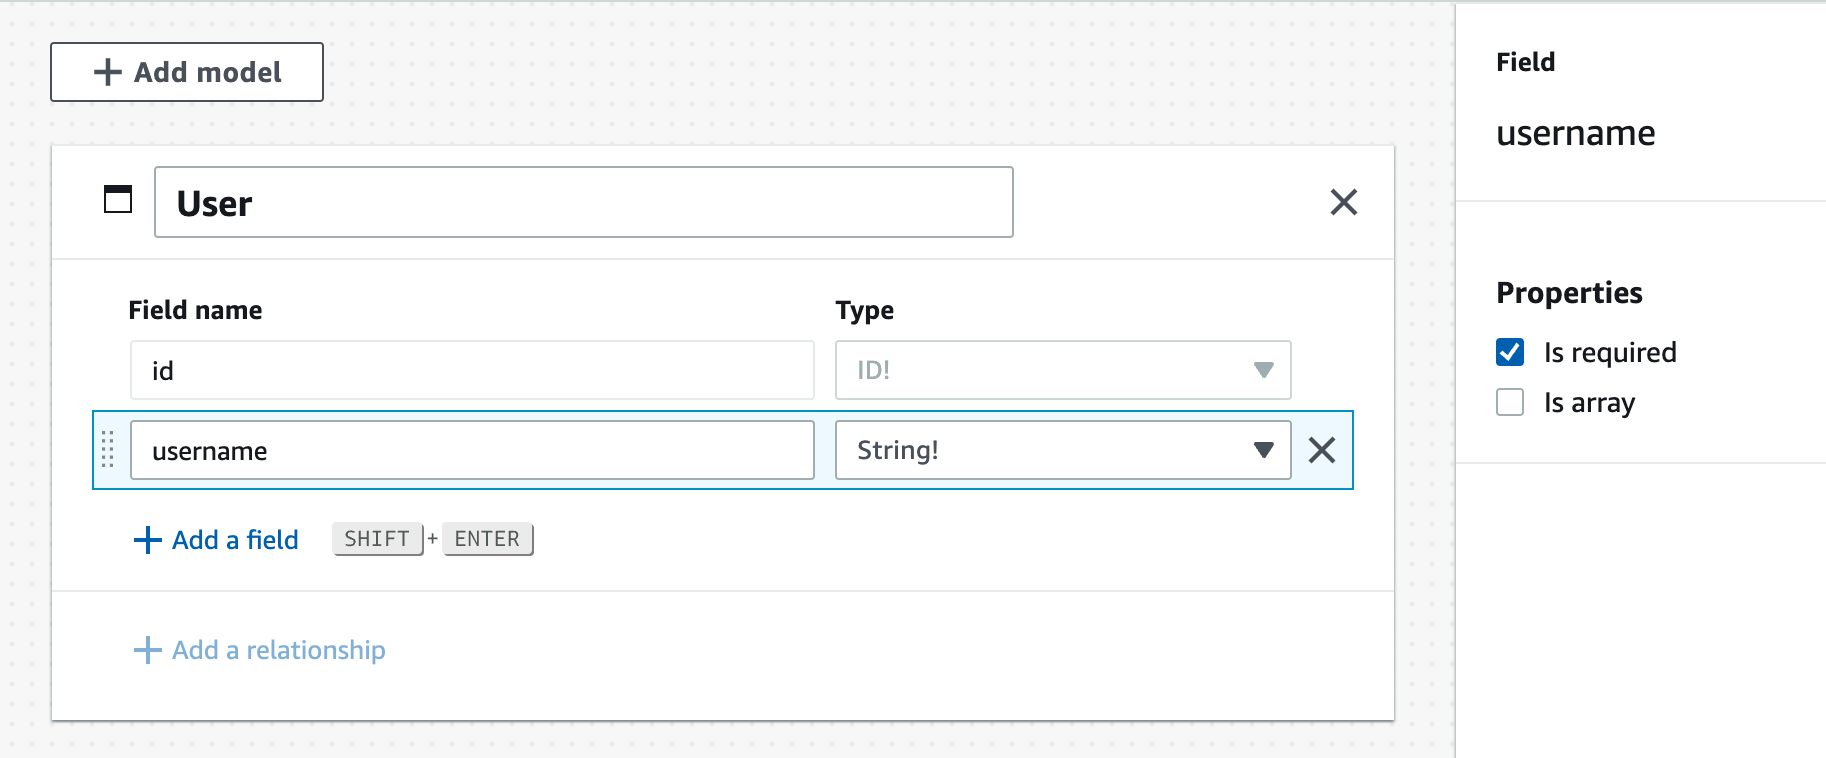 Add model
User
Field name Type
id ID!
username String!
Add a field SHIFT + ENTER
Add a relationship
Field
username
Properties
Is required
Is array